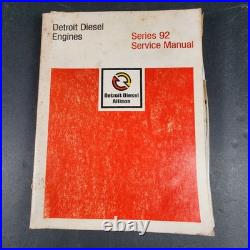 Detroit Diesel
Engines
Series 92
Service Manual
Detroit Diesel
Allison